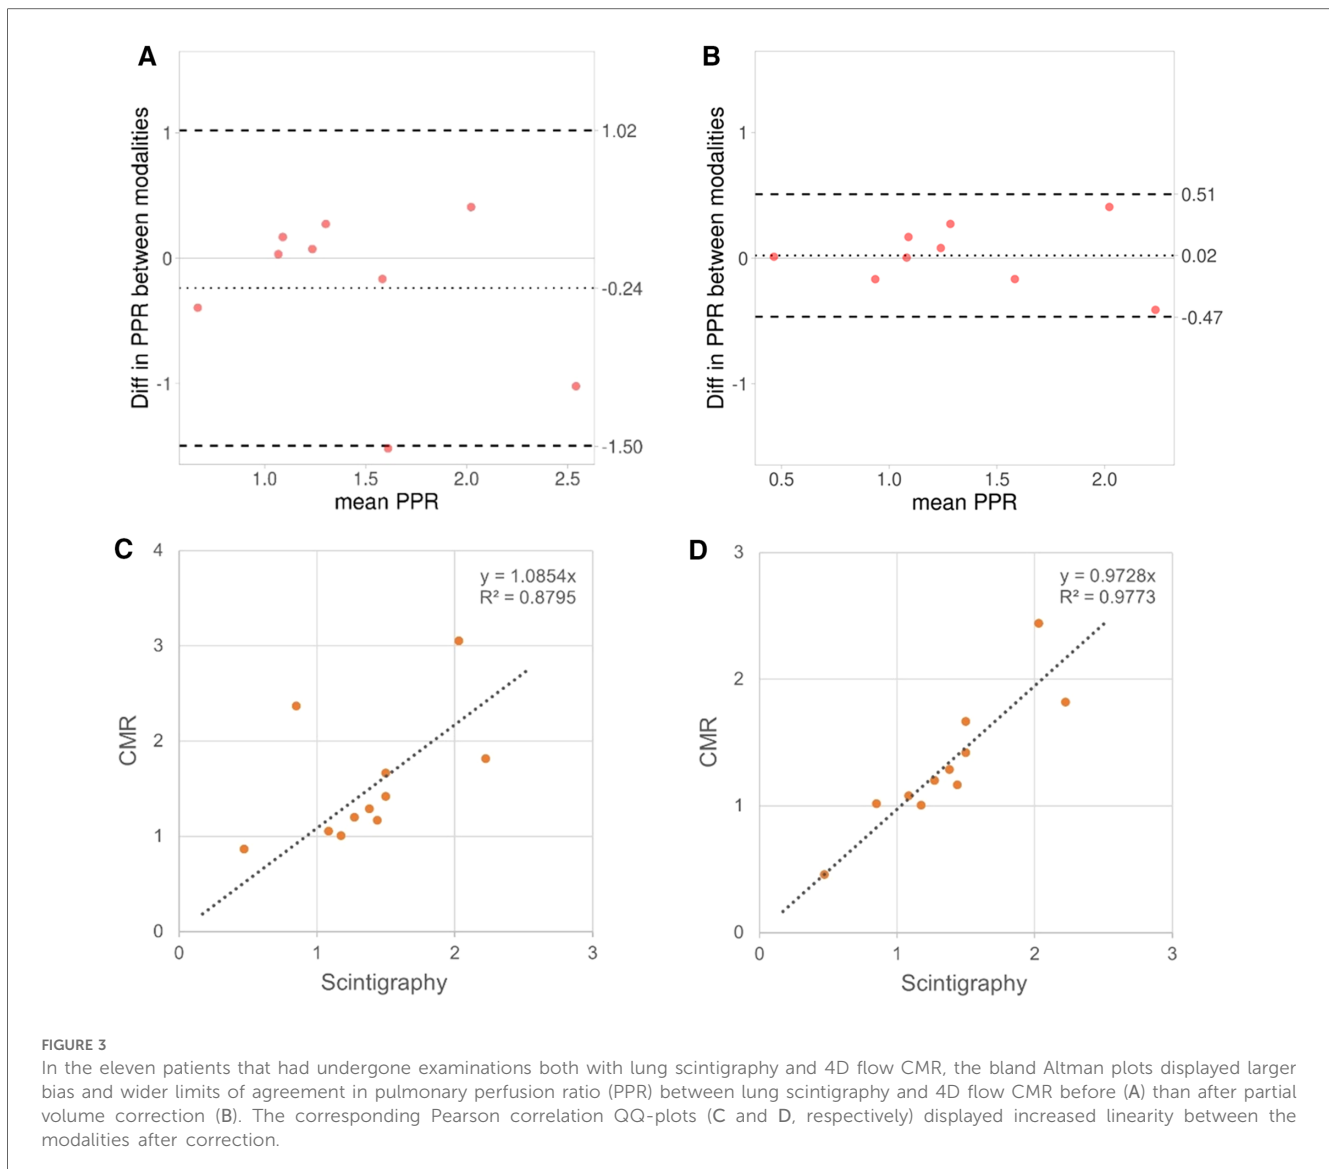 A
Diff in PPR between modalities
1
0
-1
1.02
-0.24
-1.50
1.0
1.5
2.0
2.5
mean PPR
B
Diff in PPR between modalities
1
0
-1
0.51
0.02
-0.47
0.5
1.0
1.5
2.0
mean PPR
C
4
3
2
1
0
CMR
y = 1.0854x
R² = 0.8795
0
1
2
3
Scintigraphy
D
3
2
1
0
CMR
y = 0.9728x
R² = 0.9773
0
1
2
3
Scintigraphy
FIGURE 3
In the eleven patients that had undergone examinations both with lung scintigraphy and 4D flow CMR, the bland Altman plots displayed larger
bias and wider limits of agreement in pulmonary perfusion ratio (PPR) between lung scintigraphy and 4D flow CMR before (A) than after partial
volume correction (B). The corresponding Pearson correlation QQ-plots (C and D, respectively) displayed increased linearity between the
modalities after correction.